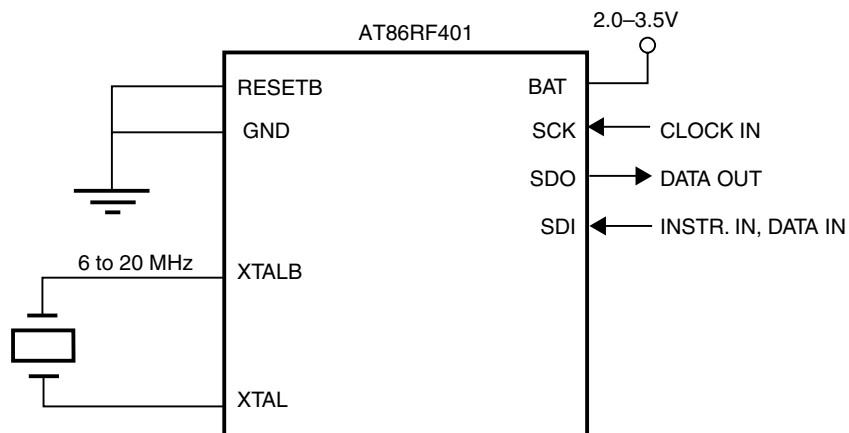 AT86RF401
2.0–3.5V
RESETB
BAT
GND
SCK
CLOCK IN
SDO
DATA OUT
SDI
INSTR. IN, DATA IN
6 to 20 MHz
XTALB
XTAL